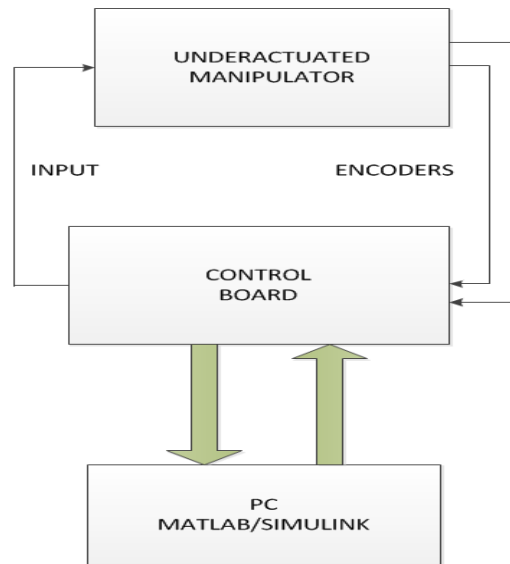 UNDERACTUATED
MANIPULATOR
INPUT
ENCODERS
CONTROL
BOARD
PC
MATLAB/SIMULINK